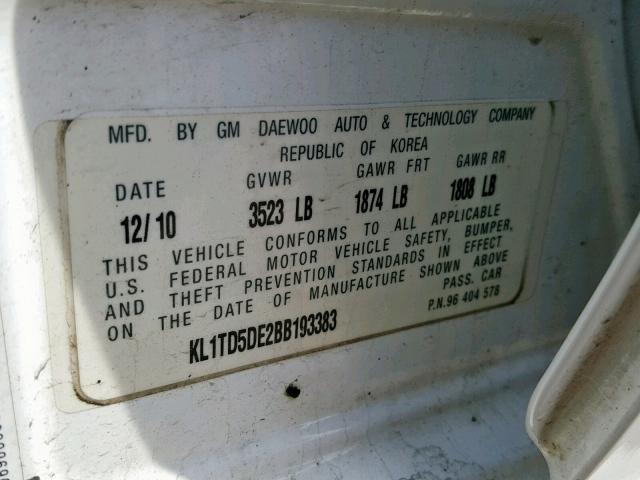 MFD. BY GM DAEWOO AUTO & TECHNOLOGY COMPANY
REPUBLIC OF KOREA
DATE GVWR GAWR FRT GAWR RR
12/10 3523 LB 1874 LB 1808 LB
THIS VEHICLE CONFORMS TO ALL APPLICABLE
U.S. FEDERAL MOTOR VEHICLE SAFETY, BUMPER,
AND THEFT PREVENTION STANDARDS IN EFFECT
ON THE DATE OF MANUFACTURE SHOWN ABOVE
PASS. CAR
P.N.96 404 578
KL1TD5DE2BB193383